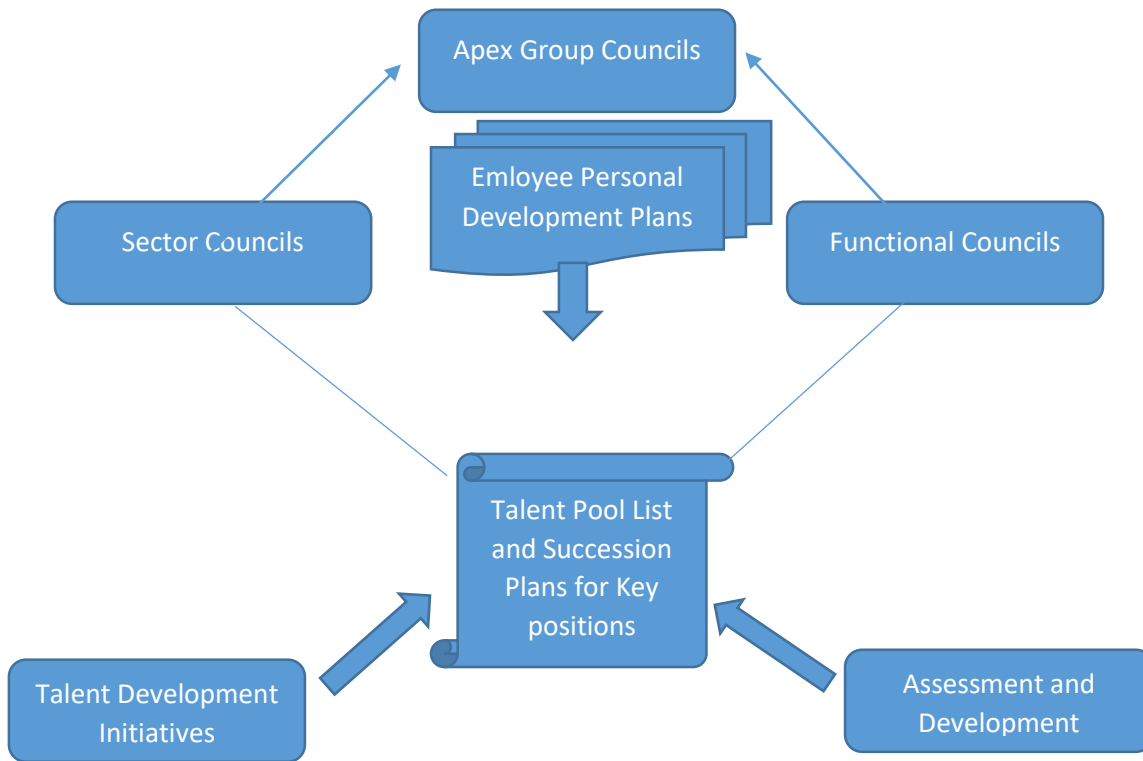 Apex Group Councils
Emloyee Personal
Development Plans
Sector Councils
Functional Councils
Talent Pool List
and Succession
Plans for Key
positions
Talent Development
Initiatives
Assessment and
Development